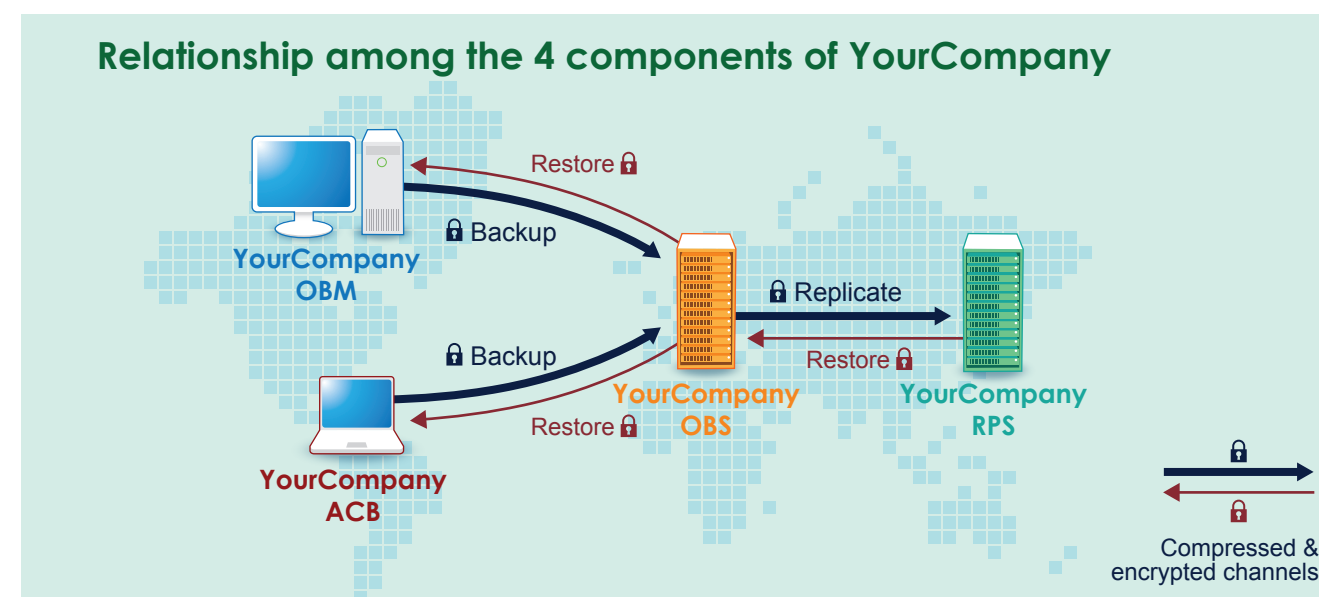 Relationship among the 4 components of YourCompany
Restore
Backup
YourCompany
OBM
Replicate
Backup
Restore
YourCompany
OBS
YourCompany
RPS
Restore
YourCompany
ACB
Compressed &
encrypted channels